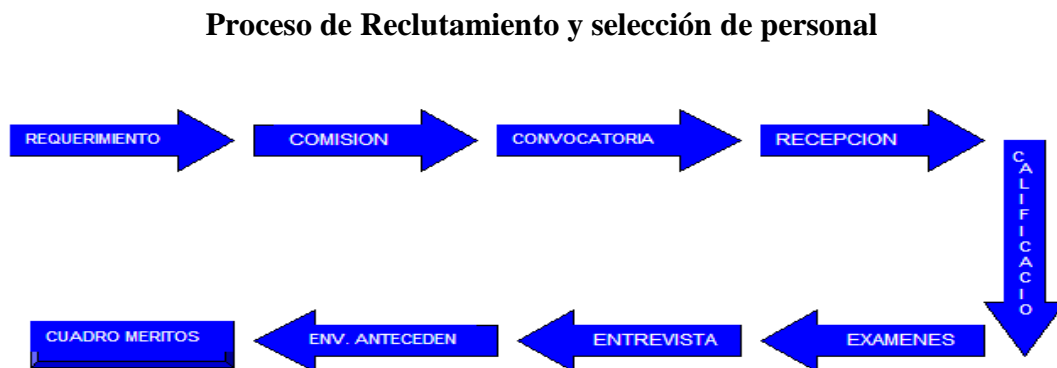 Proceso de Reclutamiento y selección de personal
REQUERIMIENTO
COMISION
CONVOCATORIA
RECEPCION
CALIFICACIO
EXAMENES
ENTREVISTA
ENV. ANTECEDEN
CUADRO MERITOS